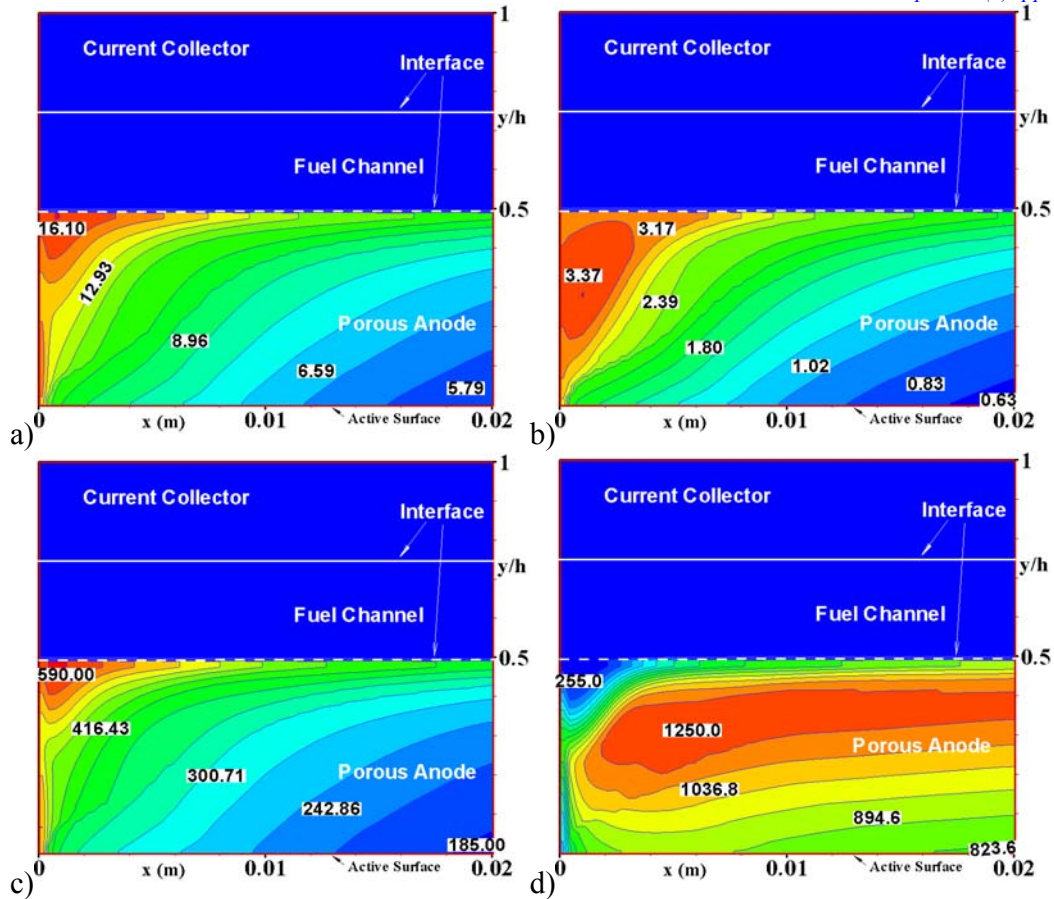 1
Current Collector
Interface
y/h
Fuel Channel
0.5
16.10
12.93
8.96
Porous Anode
6.59
5.79
0
x (m)
0.01
Active Surface
0.02
a)
1
Current Collector
Interface
y/h
Fuel Channel
0.5
3.17
3.37
2.39
Porous Anode
1.80
1.02
0.83
0.63
0
x (m)
0.01
Active Surface
0.02
b)
1
Current Collector
Interface
y/h
Fuel Channel
0.5
590.00
416.43
300.71
Porous Anode
242.86
185.00
0
x (m)
0.01
Active Surface
0.02
c)
1
Current Collector
Interface
y/h
Fuel Channel
0.5
255.0
1250.0
Porous Anode
1036.8
894.6
823.6
0
x (m)
0.01
Active Surface
0.02
d)